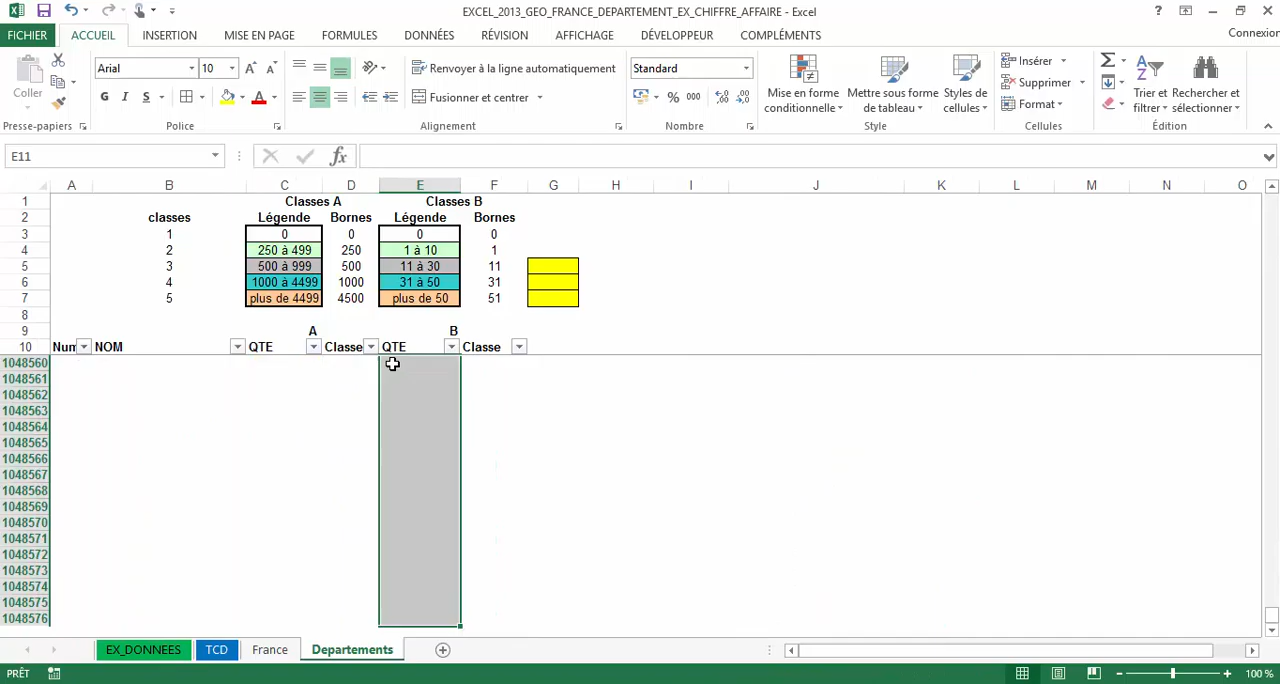 EXCEL_2013_GEO_FRANCE_DEPARTEMENT_EX_CHIFFRE_AFFAIRE - Excel
FICHIER ACCUEIL INSERTION MISE EN PAGE FORMULES DONNÉES RÉVISION AFFICHAGE DÉVELOPPEUR COMPLÉMENTS Connexion
Coller
Arial 10
G I S
Renvoyer à la ligne automatiquement
Fusionner et centrer
Standard
% 000
Mise en forme conditionnelle
Mettre sous forme de tableau
Styles de cellules
Insérer
Supprimer
Format
Trier et filtrer
Rechercher et sélectionner
Presse-papiers Police Alignement Nombre Style Cellules Édition
E11 fx
A B C D E F G H I J K L M N O
1 Classes A Classes B
2 classes Légende Bornes Légende Bornes
3 1 0 0 0 0
4 2 250 à 499 250 1 à 10 1
5 3 500 à 999 500 11 à 30 11
6 4 1000 à 4499 1000 31 à 50 31
7 5 plus de 4499 4500 plus de 50 51
8
9 A B
10 Num NOM QTE Classe QTE Classe
1048560
1048561
1048562
1048563
1048564
1048565
1048566
1048567
1048568
1048569
1048570
1048571
1048572
1048573
1048574
1048575
1048576
EX_DONNEES TCD France Departements
PRÊT 100 %